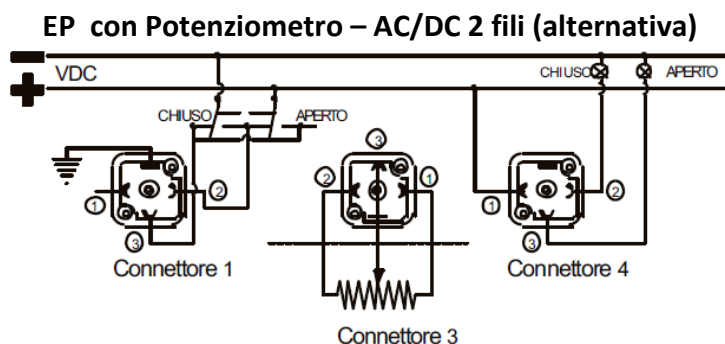 EP con Potenziometro – AC/DC 2 fili (alternativa)
VDC
CHIUSO APERTO
CHIUSO APERTO
1 2 3
Connettore 1
2 3 1
Connettore 3
1 2 3
Connettore 4